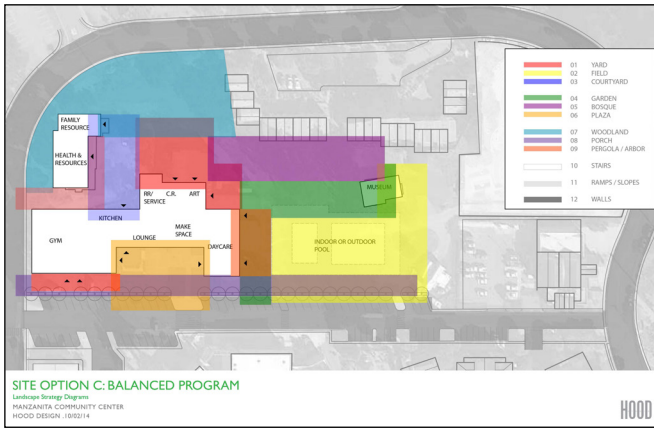 FAMILY
RESOURCE
HEALTH &
RESOURCES
RR/
SERVICE
C.R.
ART
KITCHEN
GYM
LOUNGE
MAKE
SPACE
DAYCARE
MUSEUM
INDOOR OR OUTDOOR
POOL
01 YARD
02 FIELD
03 COURTYARD
04 GARDEN
05 BOSQUE
06 PLAZA
07 WOODLAND
08 PORCH
09 PERGOLA / ARBOR
10 STAIRS
11 RAMPS / SLOPES
12 WALLS
SITE OPTION C: BALANCED PROGRAM
Landscape Strategy Diagrams
MANZANITA COMMUNITY CENTER
HOOD DESIGN .10/02/14
HOOD